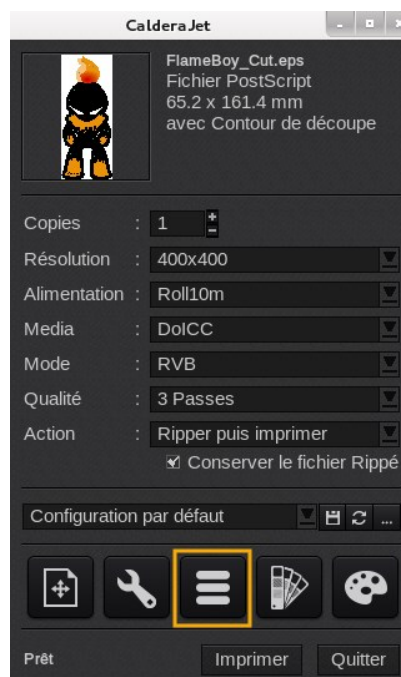 CalderaJet
FlameBoy_Cut.eps
Fichier PostScript
65.2 x 161.4 mm
avec Contour de découpe
Copies : 1
Résolution : 400x400
Alimentation : Roll10m
Media : DoICC
Mode : RVB
Qualité : 3 Passes
Action : Ripper puis imprimer
Conserver le fichier Rippé
Configuration par défaut ...
Prêt Imprimer Quitter